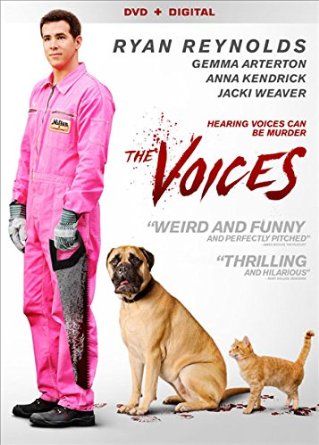 DVD + DIGITAL
RYAN REYNOLDS
GEMMA ARTERTON
ANNA KENDRICK
JACKI WEAVER
HEARING VOICES CAN
BE MURDER
THE VOICES
"WEIRD AND FUNNY
AND PERFECTLY PITCHED"
"THRILLING
AND HILARIOUS"